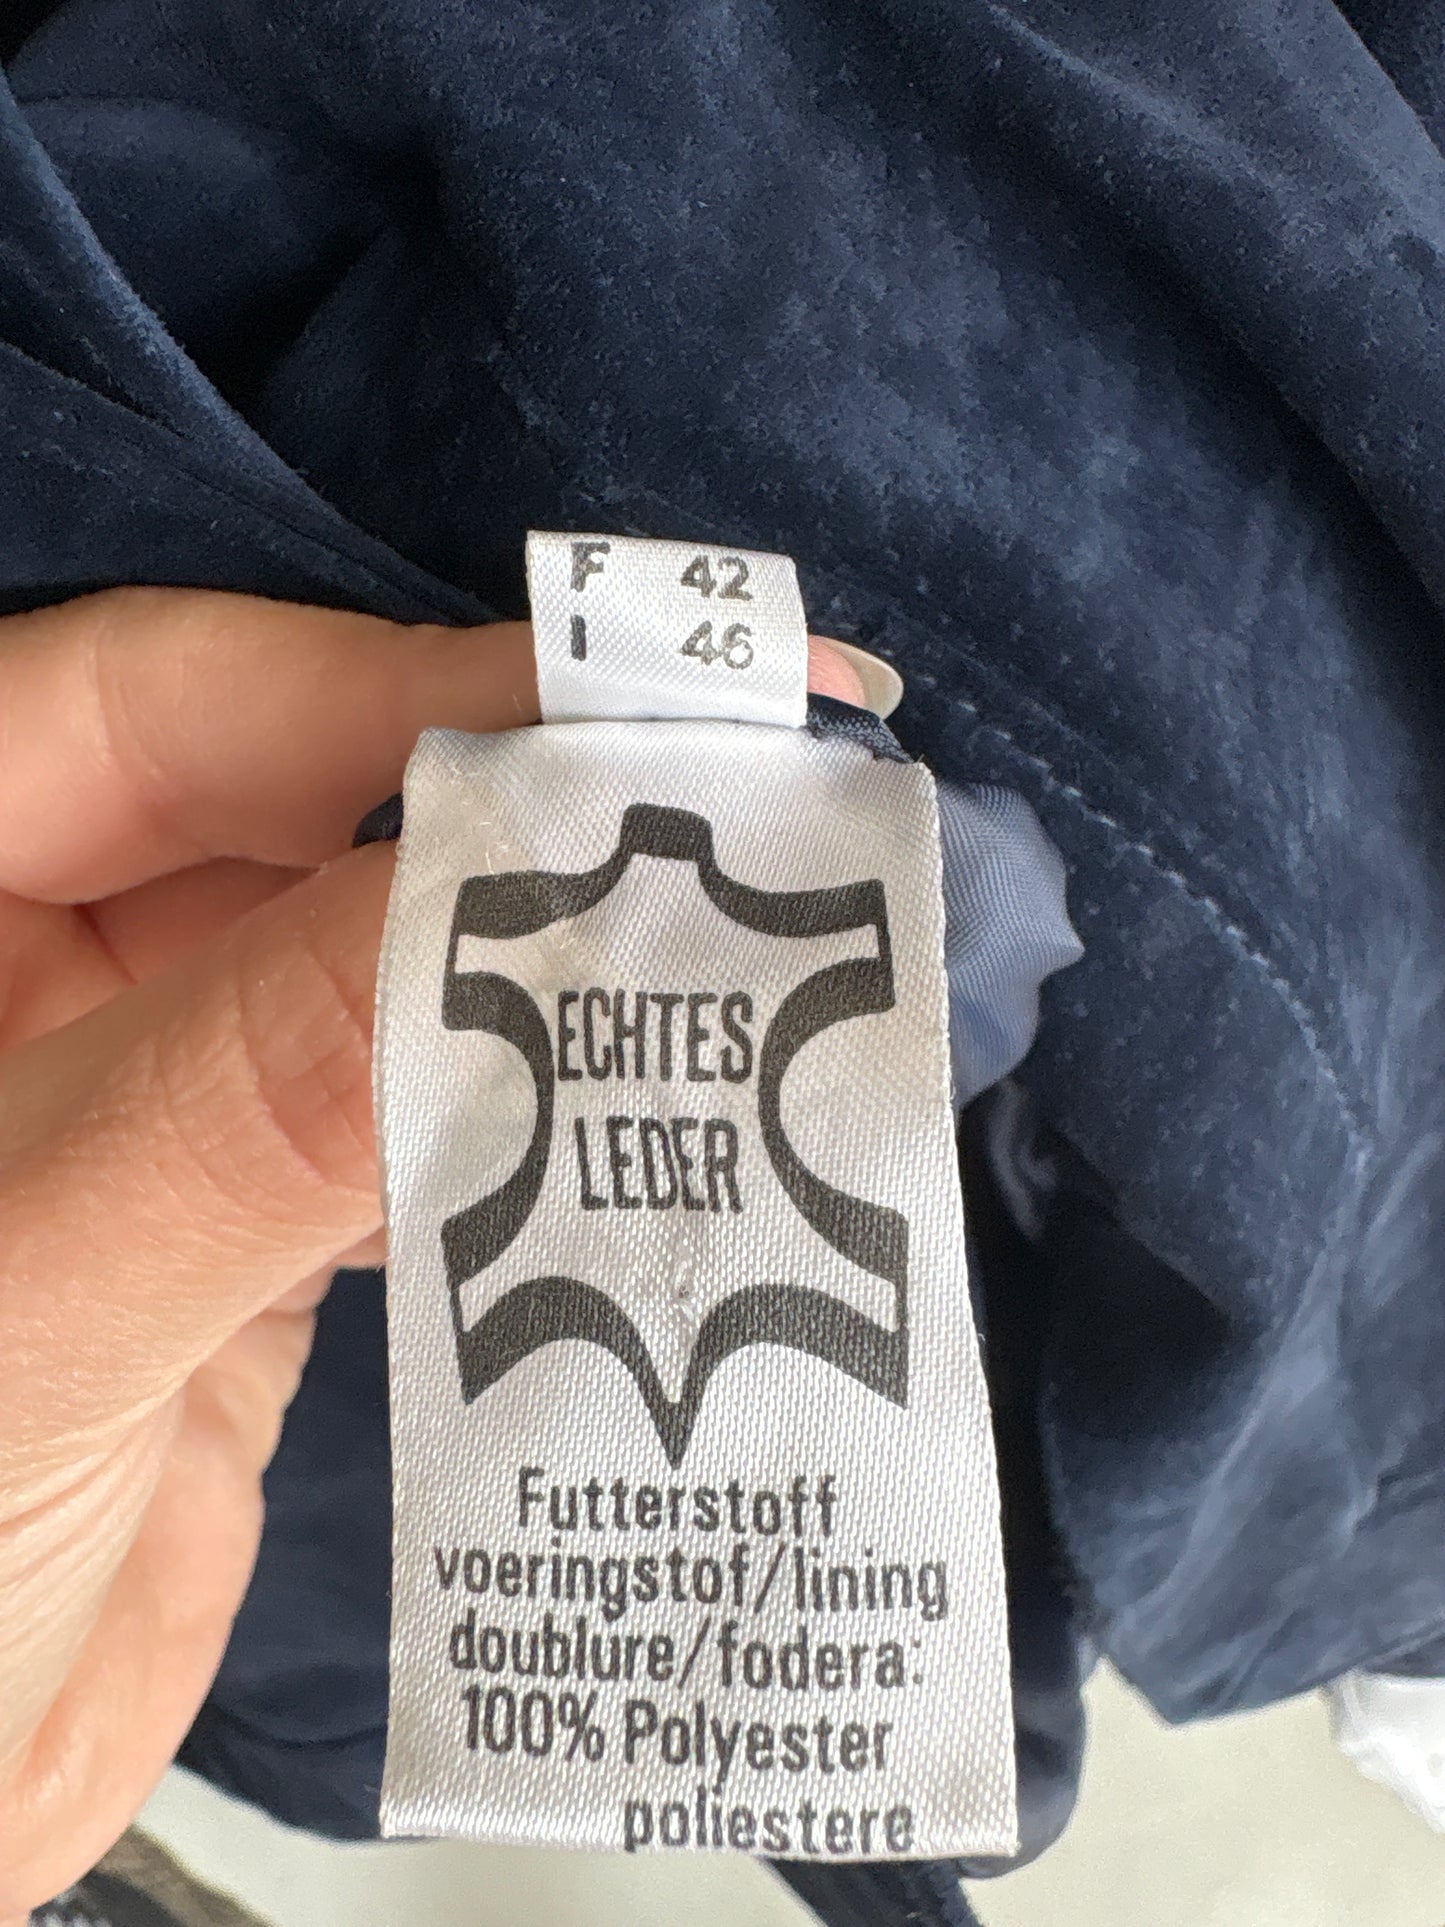 F 42
I 46
ECHTES
LEDER
Futterstoff
voeringstof/lining
doublure/fodera:
100% Polyester
poliestere